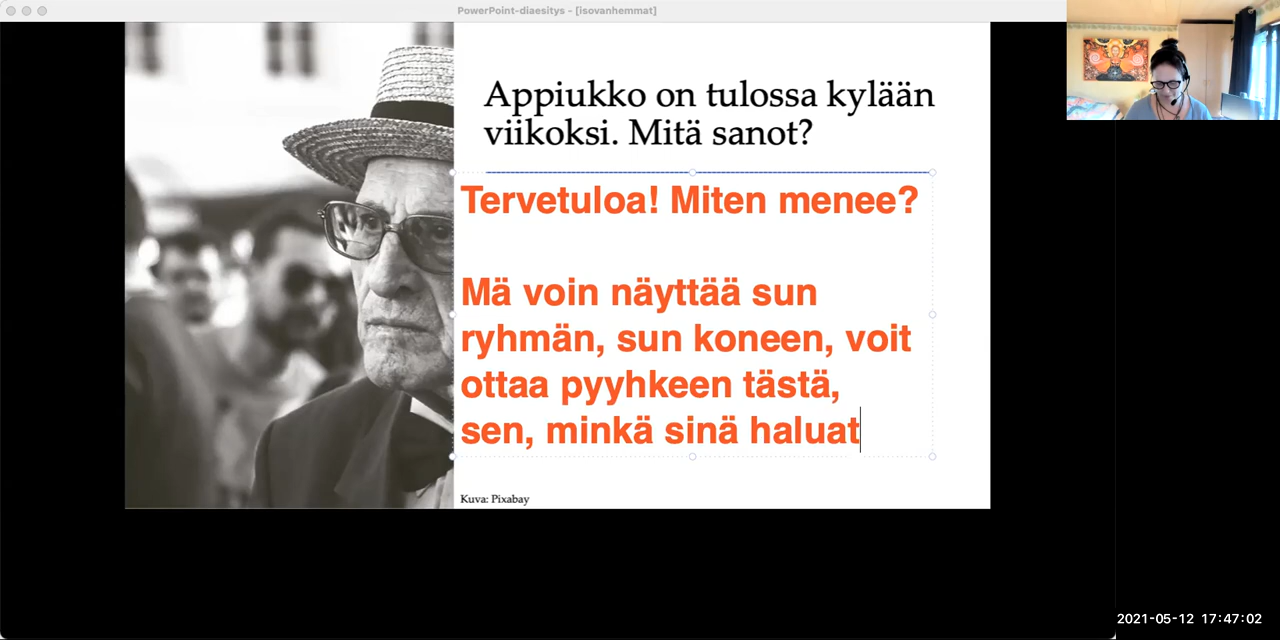 PowerPoint-diaesitys - [isovanhemmat]
Appiukko on tulossa kylään
viikoksi. Mitä sanot?
Tervetuloa! Miten menee?
Mä voin näyttää sun
ryhmän, sun koneen, voit
ottaa pyyhkeen tästä,
sen, minkä sinä haluat
Kuva: Pixabay
2021-05-12 17:47:02